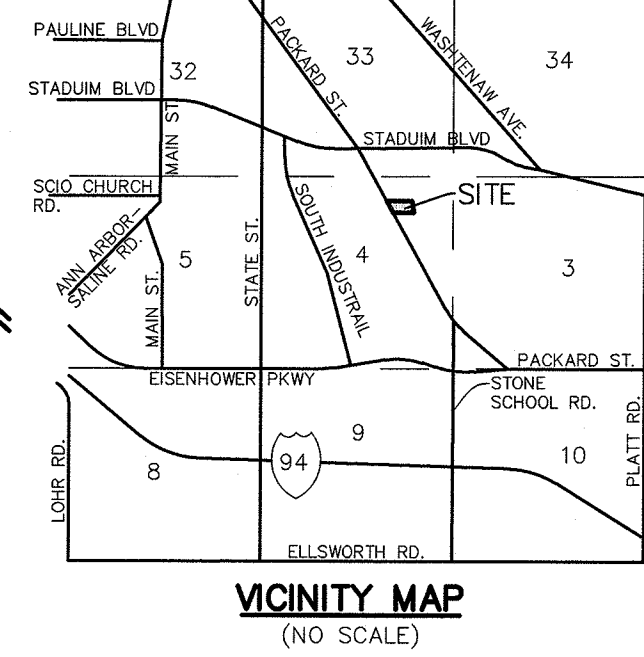 PAULINE BLVD
32
PACKARD ST.
33
WASHTENAW AVE.
34
STADUIM BLVD
MAIN ST.
STADUIM BLVD
SCIO CHURCH
RD.
SITE
ANN ARBOR-
SALINE RD.
5
STATE ST.
SOUTH INDUSTRAIL
4
3
MAIN ST.
EISENHOWER PKWY
PACKARD ST.
STONE
SCHOOL RD.
PLATT RD.
LOHR RD.
8
94
9
10
ELLSWORTH RD.
VICINITY MAP
(NO SCALE)